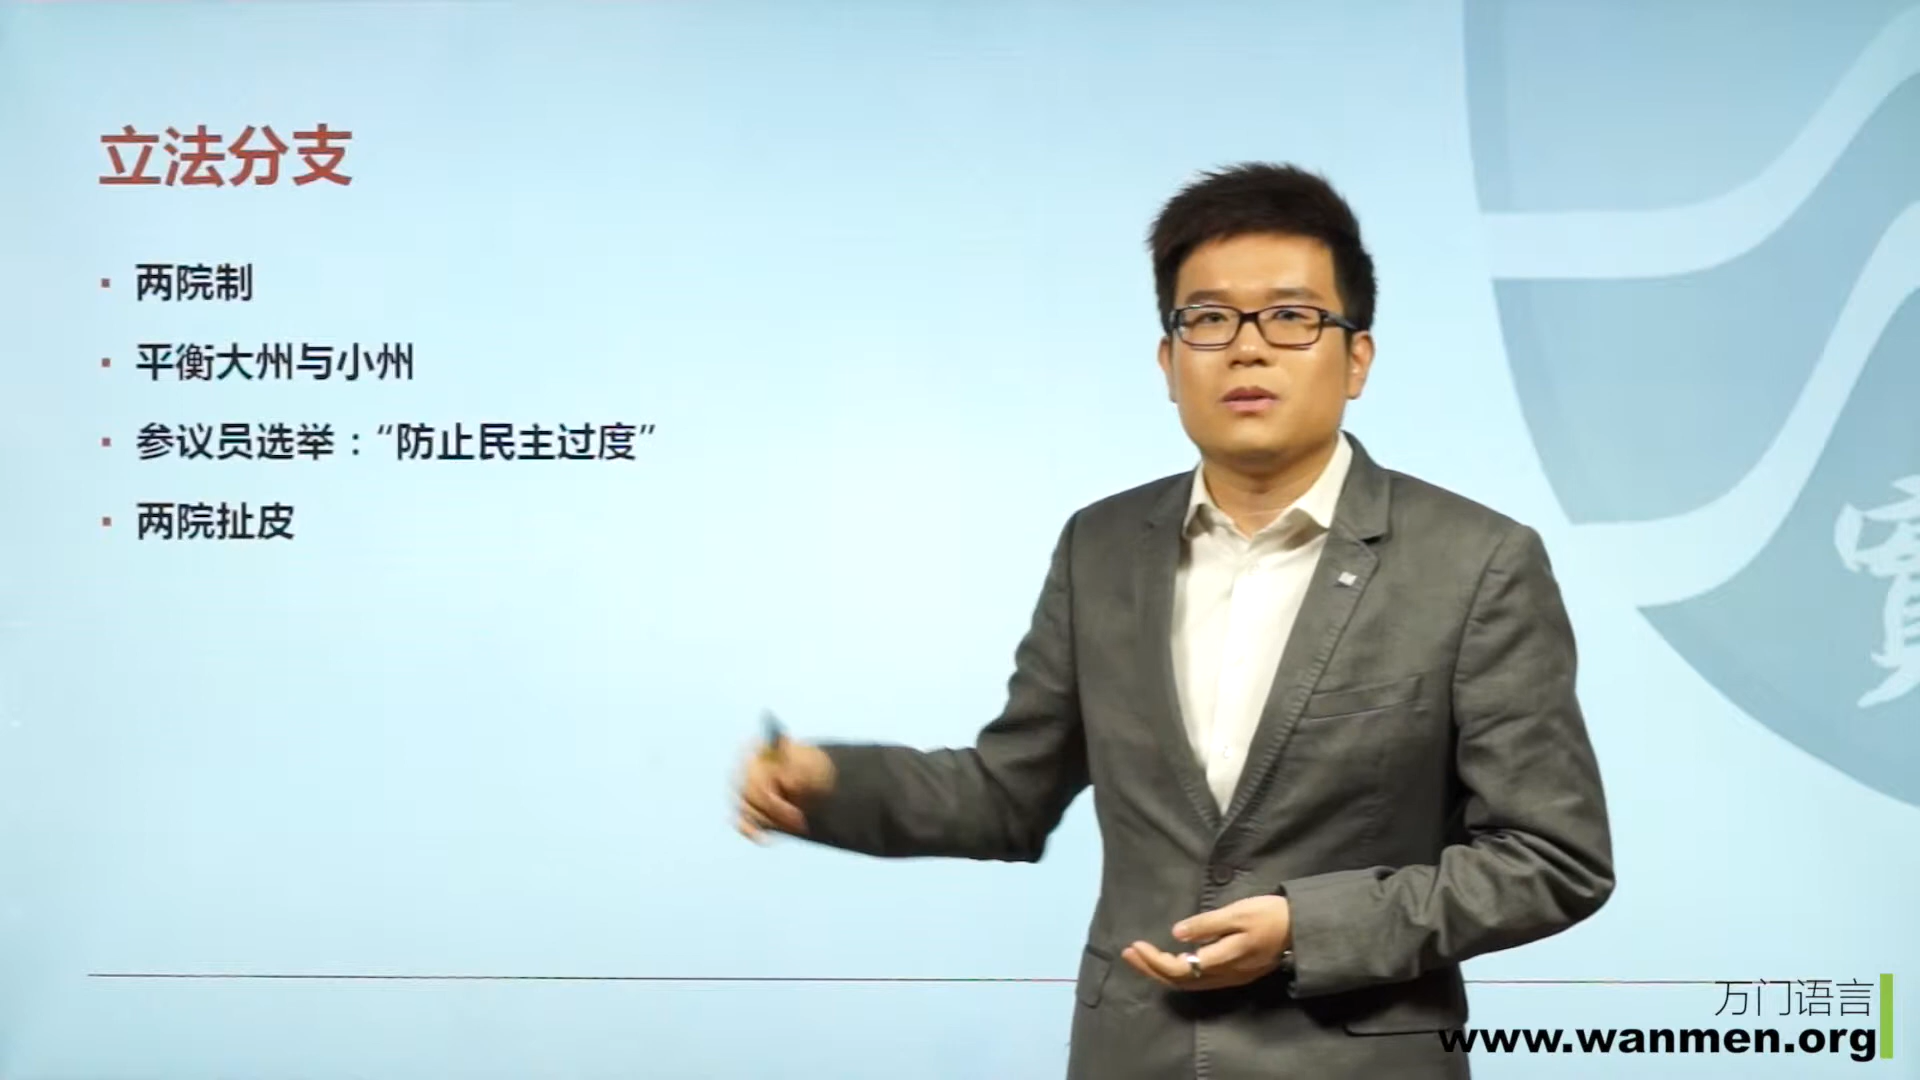 立法分支
▪ 两院制
▪ 平衡大州与小州
▪ 参议员选举：“防止民主过度”
▪ 两院扯皮
万门语言
www.wanmen.org